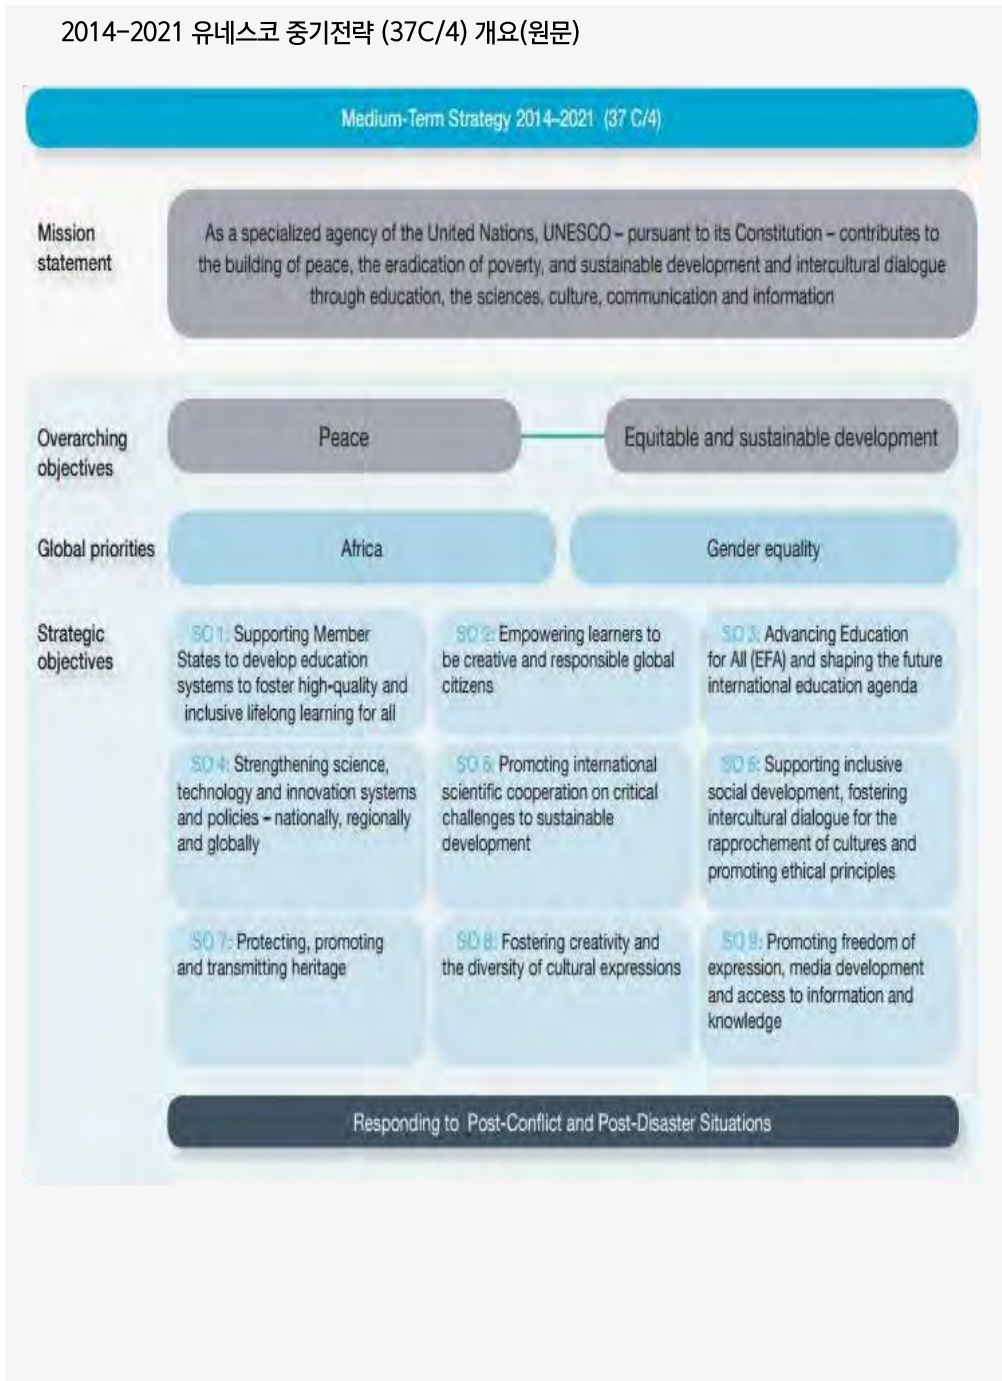 2014-2021 유네스코 중기전략 (37C/4) 개요(원문)
Medium-Term Strategy 2014–2021 (37 C/4)
Mission
statement
As a specialized agency of the United Nations, UNESCO – pursuant to its Constitution – contributes to
the building of peace, the eradication of poverty, and sustainable development and intercultural dialogue
through education, the sciences, culture, communication and information
Overarching
objectives
Peace
Equitable and sustainable development
Global priorities
Africa
Gender equality
Strategic
objectives
SO 1: Supporting Member
States to develop education
systems to foster high-quality and
inclusive lifelong learning for all
SO 2: Empowering learners to
be creative and responsible global
citizens
SO 3: Advancing Education
for All (EFA) and shaping the future
international education agenda
SO 4: Strengthening science,
technology and innovation systems
and policies – nationally, regionally
and globally
SO 5: Promoting international
scientific cooperation on critical
challenges to sustainable
development
SO 6: Supporting inclusive
social development, fostering
intercultural dialogue for the
rapprochement of cultures and
promoting ethical principles
SO 7: Protecting, promoting
and transmitting heritage
SO 8: Fostering creativity and
the diversity of cultural expressions
SO 9: Promoting freedom of
expression, media development
and access to information and
knowledge
Responding to Post-Conflict and Post-Disaster Situations